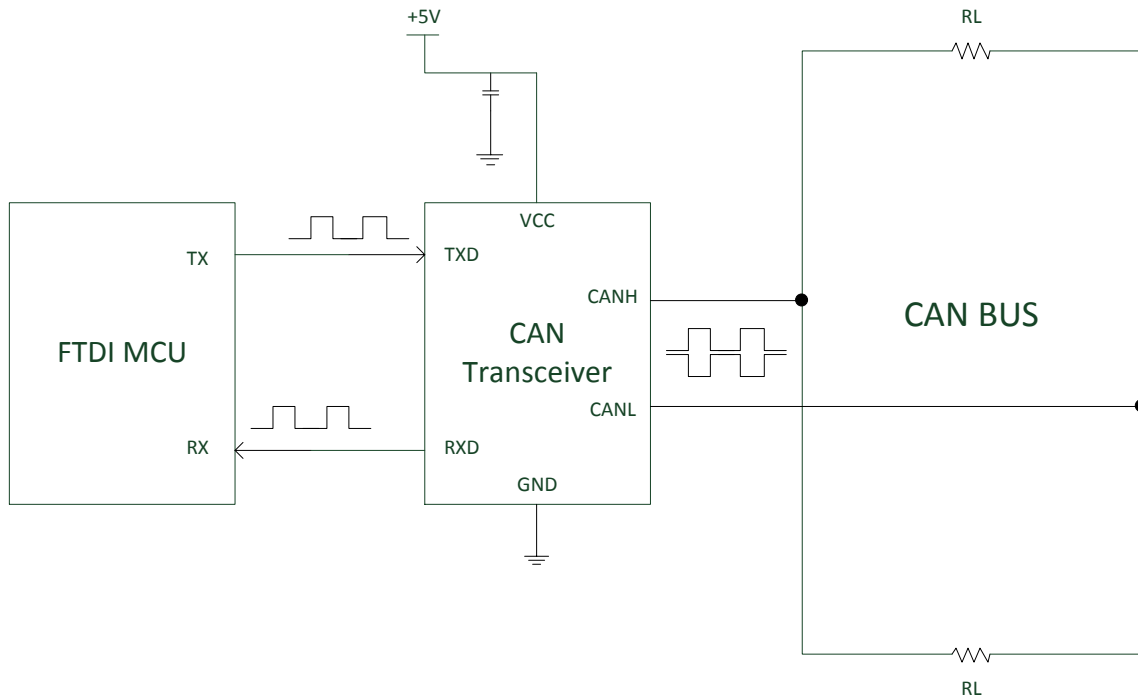 +5V
RL
VCC
TX
TXD
CANH
CAN BUS
FTDI MCU
CAN
Transceiver
CANL
RX
RXD
GND
RL